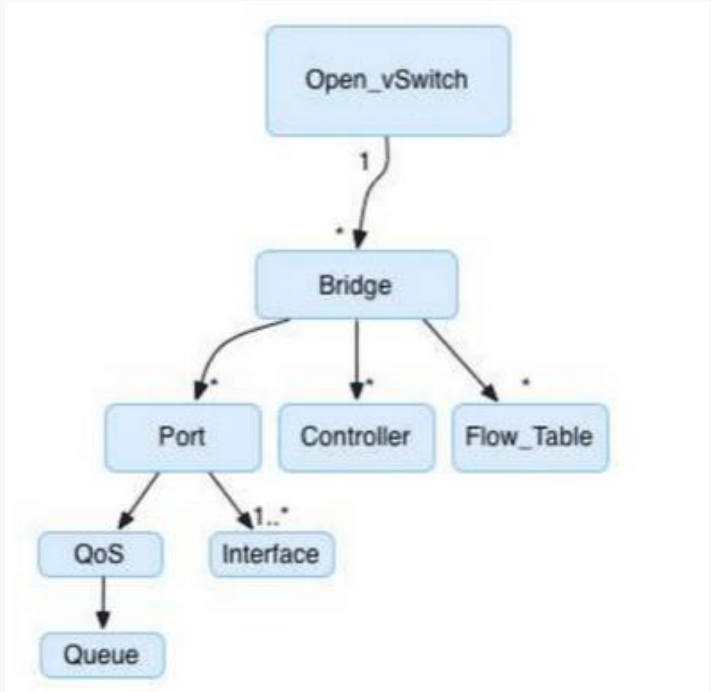 Open_vSwitch
1
*
Bridge
* * *
Port Controller Flow_Table
1..*
QoS Interface
Queue